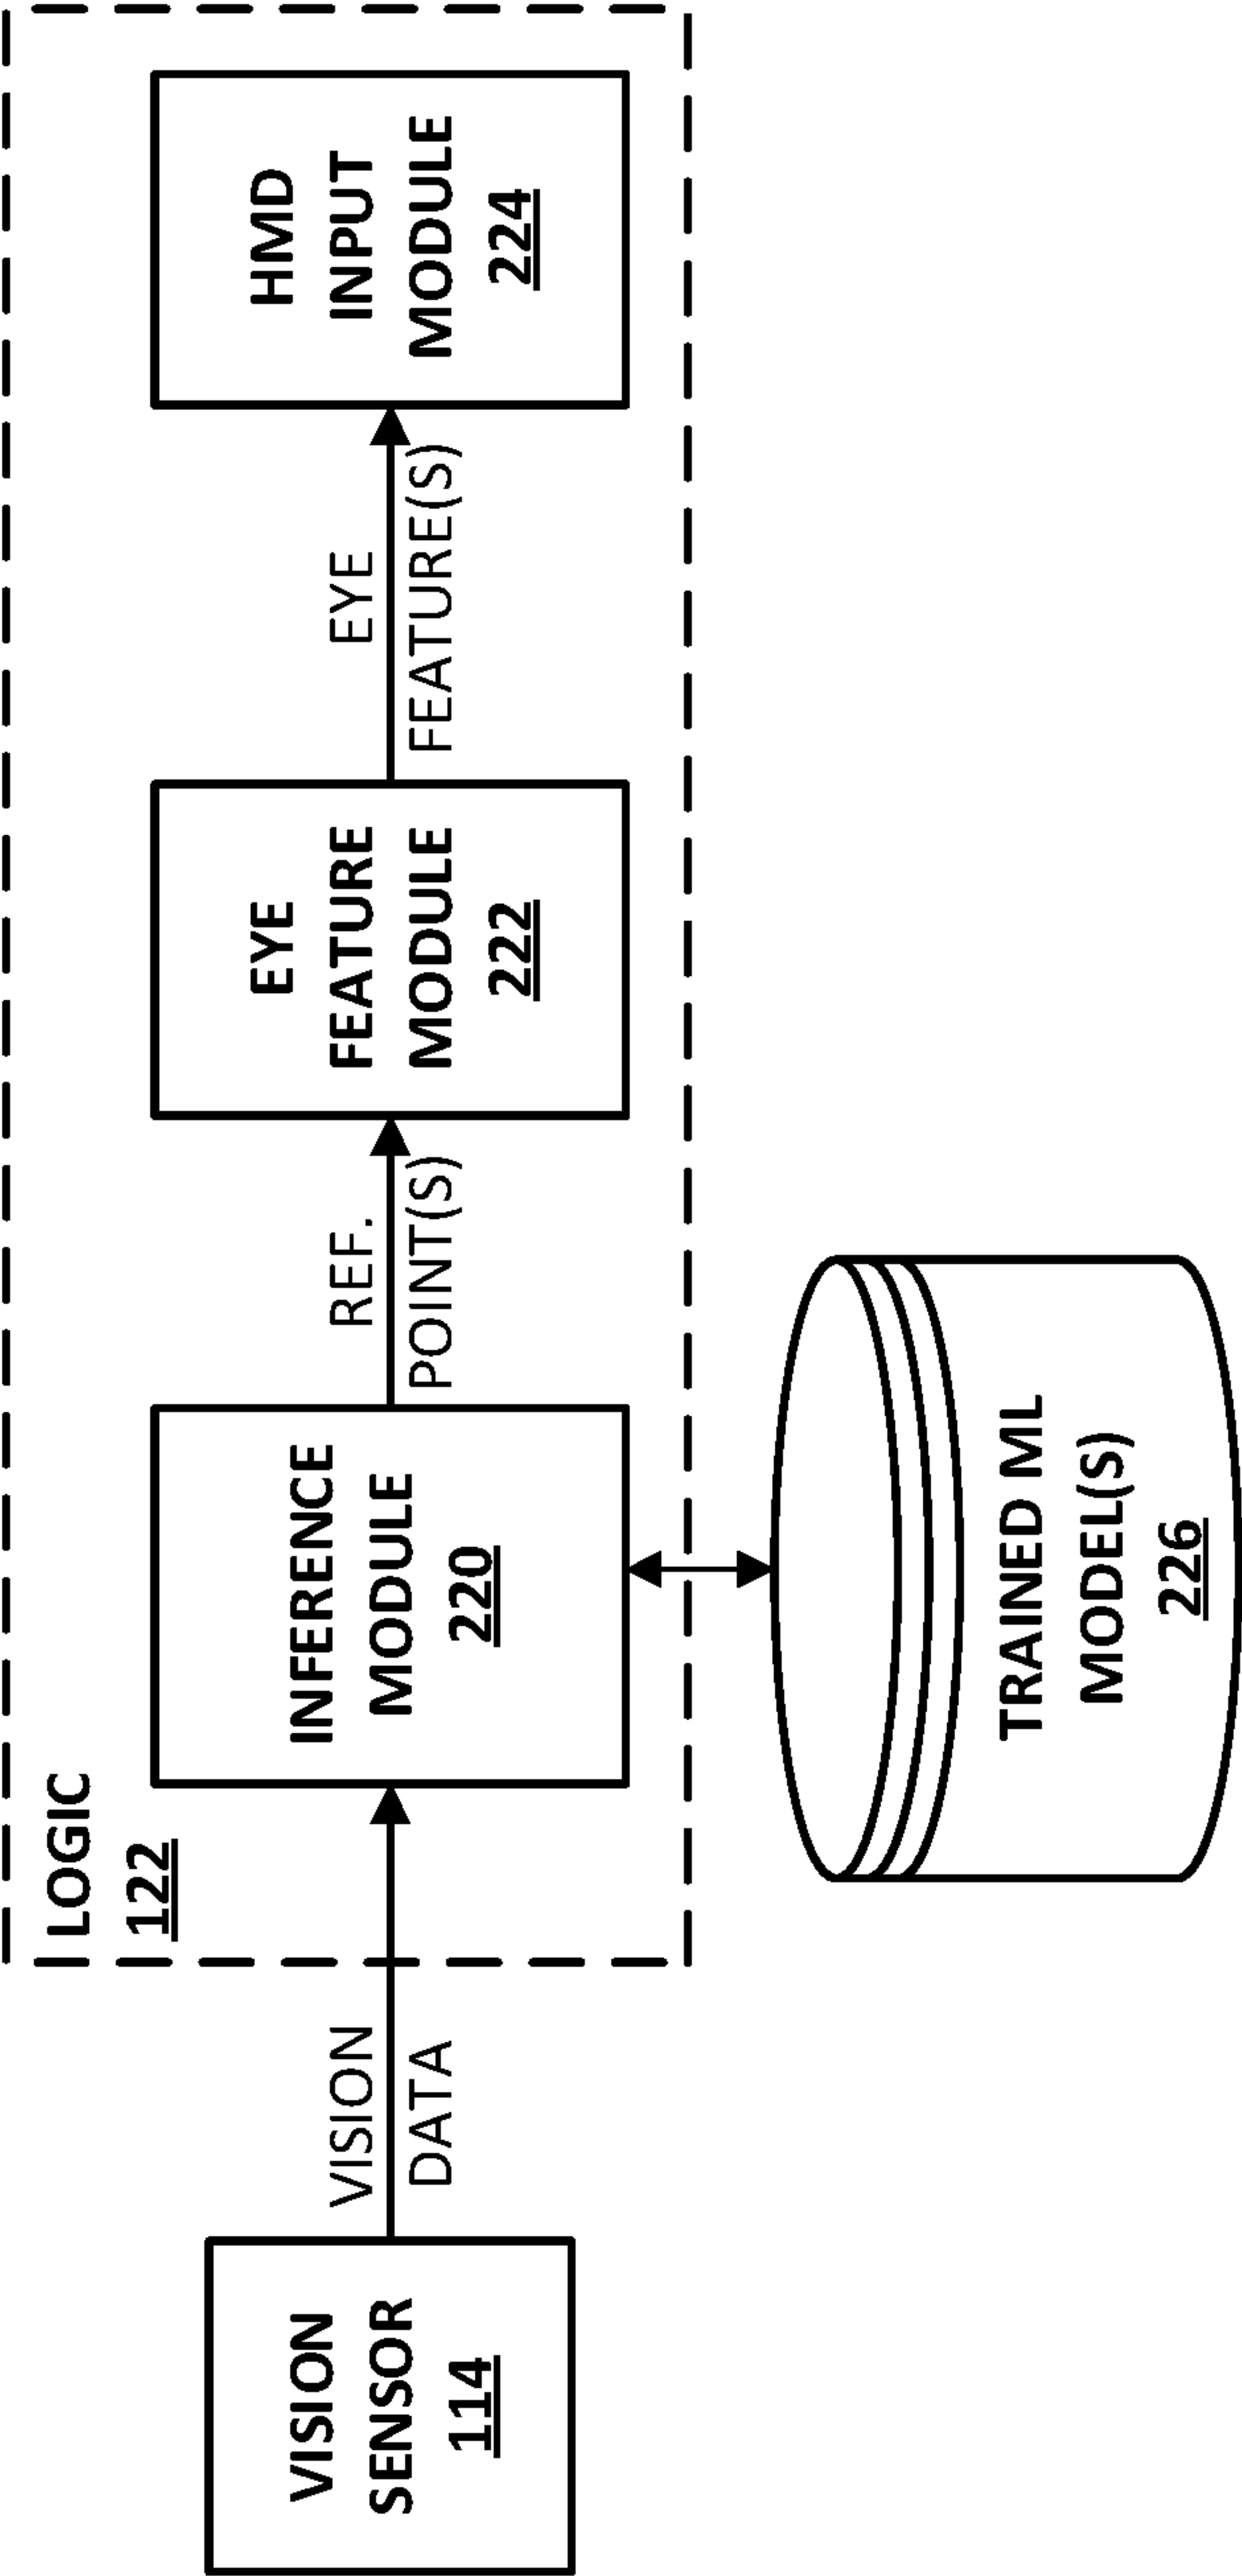 LOGIC
122
VISION
SENSOR
114
VISION
DATA
INFERENCE
MODULE
220
REF.
POINT(S)
EYE
FEATURE
MODULE
222
EYE
FEATURE(S)
HMD
INPUT
MODULE
224
TRAINED ML
MODEL(S)
226